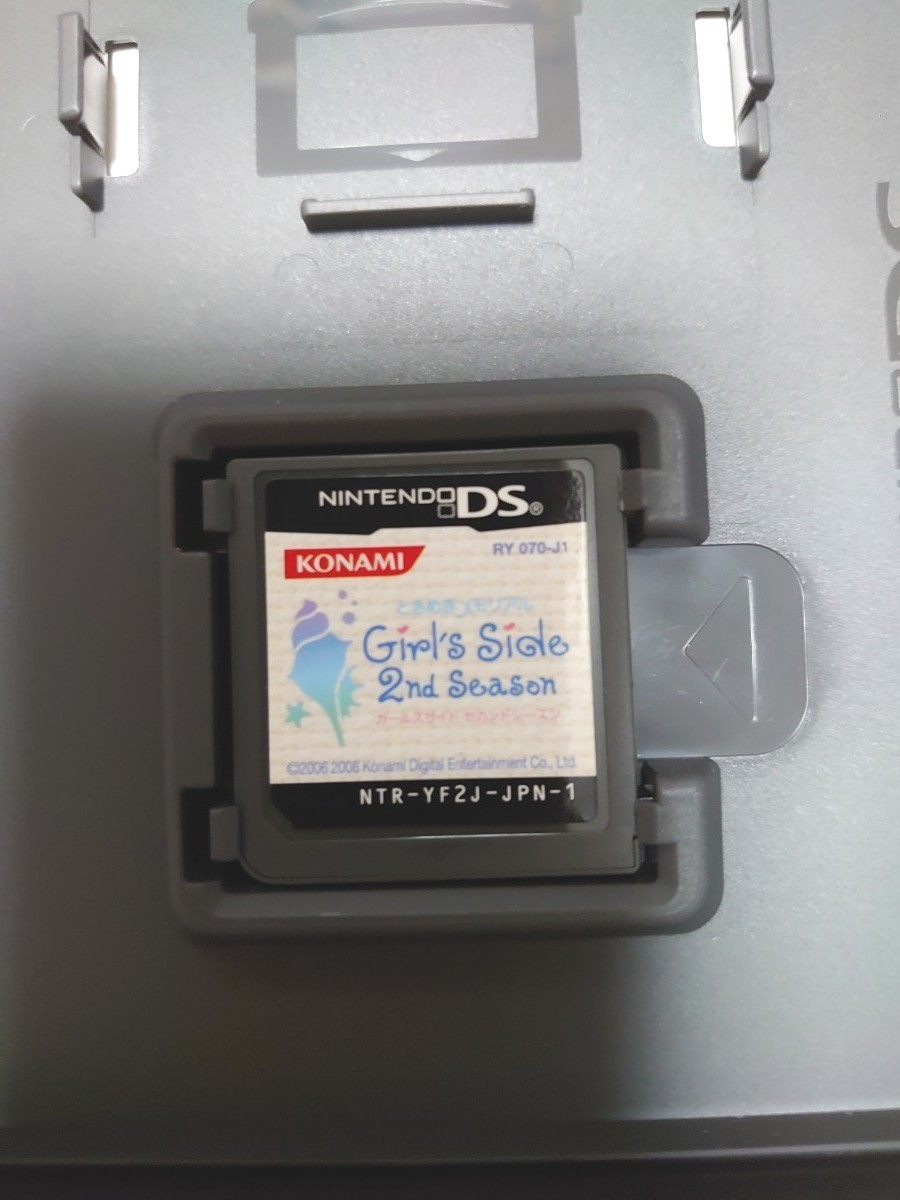 NINTENDO DS®
KONAMI
RY 070-J1
ときめきメモリアル
Girl's Side
2nd Season
ガールズサイド セカンドシーズン
©2006 2008 Konami Digital Entertainment Co., Ltd.
NTR-YF2J-JPN-1